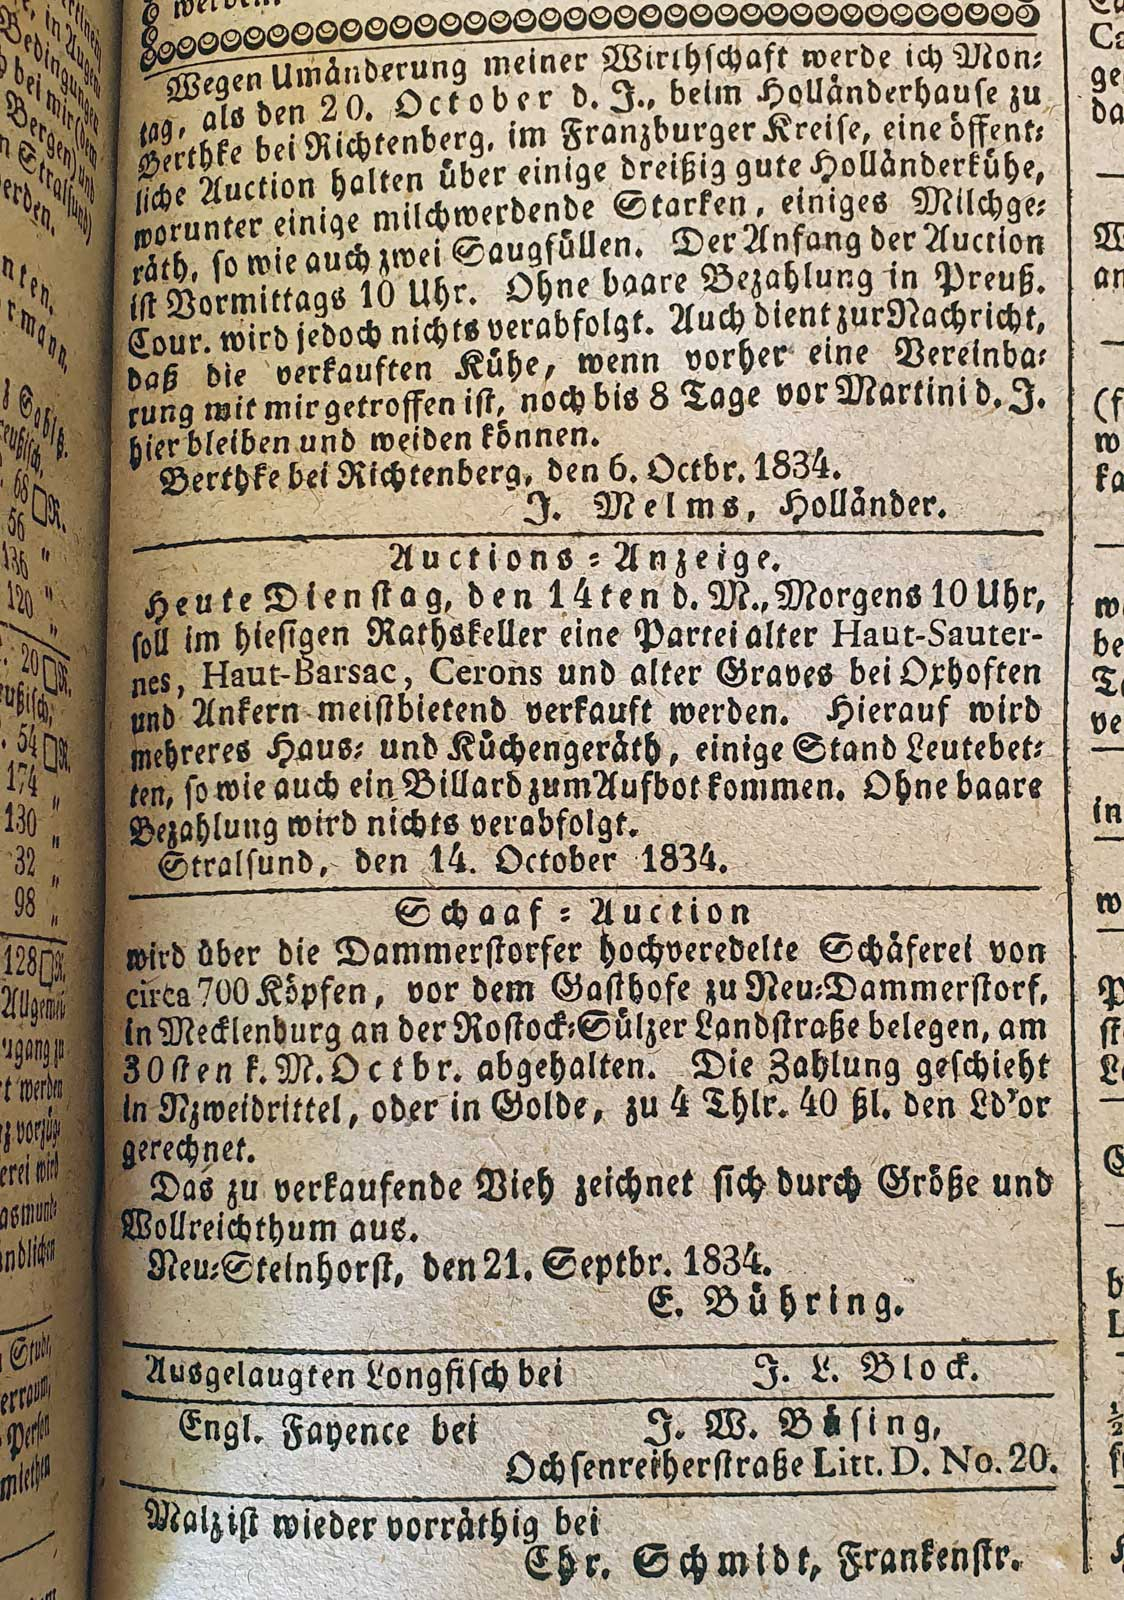 Wegen Umänderung meiner Wirthschaft werde ich Mon⸗
tag, als den 20. October d. J., beim Holländerhause zu
Berthke bei Richtenberg, im Franzburger Kreise, eine öffent⸗
liche Auction halten über einige dreißig gute Holländerkühe,
worunter einige milchwerdende Starken, einiges Milchge⸗
räth, so wie auch zwei Saugfüllen. Der Anfang der Auction
ist Vormittags 10 Uhr. Ohne baare Bezahlung in Preuß.
Cour. wird jedoch nichts verabfolgt. Auch dient zur Nachricht,
daß die verkauften Kühe, wenn vorher eine Vereinba⸗
rung mit mir getroffen ist, noch bis 8 Tage vor Martini d. J.
hier bleiben und weiden können.
Berthke bei Richtenberg, den 6. Octbr. 1834.
J. Melms, Holländer.
Auctions⸗Anzeige.
Heute Dienstag, den 14ten d. M., Morgens 10 Uhr,
soll im hiesigen Rathskeller eine Partei alter Haut-Sauter-
nes, Haut-Barsac, Cerons und alter Graves bei Oxhoften
und Ankern meistbietend verkauft werden. Hierauf wird
mehreres Haus⸗ und Küchengeräth, einige Stand Leutebet⸗
ten, so wie auch ein Billard zum Aufbot kommen. Ohne baare
Bezahlung wird nichts verabfolgt.
Stralsund, den 14. October 1834.
Schaaf⸗Auction
wird über die Dammerstorfer hochveredelte Schäferei von
circa 700 Köpfen, vor dem Gasthofe zu Neu⸗Dammerstorf,
in Mecklenburg an der Rostock⸗Sülzer Landstraße belegen, am
30sten k. M. Octbr. abgehalten. Die Zahlung geschieht
in Nzweidrittel, oder in Golde, zu 4 Thlr. 40 ßl. den Ld'or
gerechnet.
Das zu verkaufende Vieh zeichnet sich durch Größe und
Wollreichthum aus.
Neu⸗Steinhorst, den 21. Septbr. 1834.
E. Bühring.
Ausgelaugten Longfisch bei J. L. Block.
Engl. Fayence bei J. W. Büsing,
Ochsenreiherstraße Litt. D. No. 20.
Malz ist wieder vorräthig bei
Chr. Schmidt, Frankenstr.